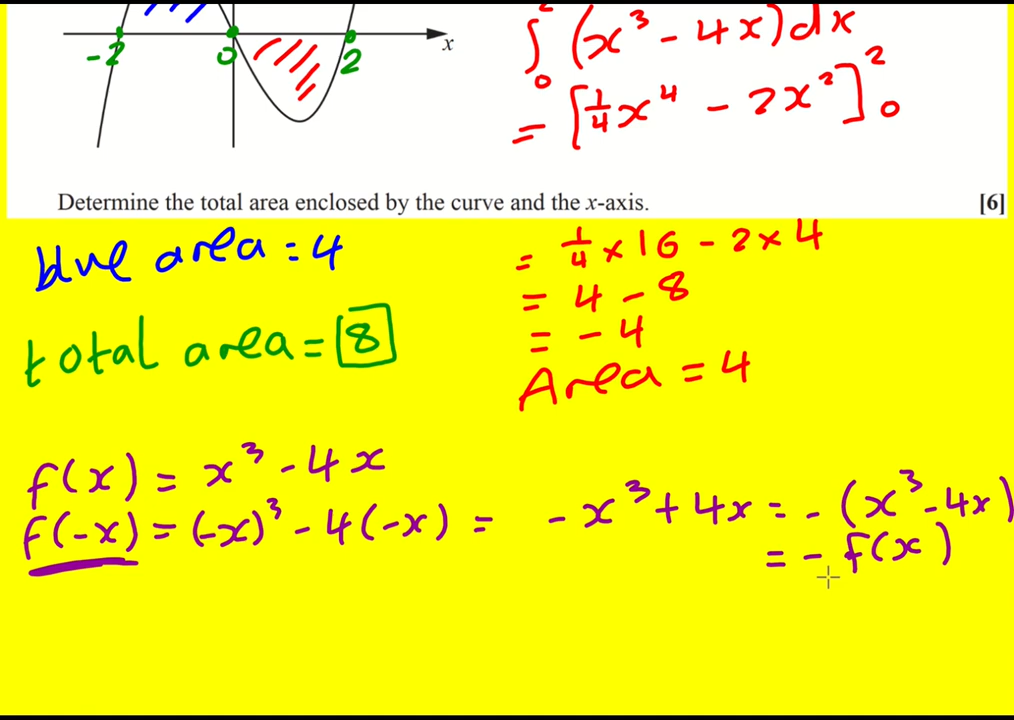 -2 0 2 x
∫₀² (x³ - 4x) dx
= [¼x⁴ - 2x²]²₀
Determine the total area enclosed by the curve and the x-axis. [6]
blue area = 4
total area = 8
= ¼ × 16 - 2 × 4
= 4 - 8
= - 4
Area = 4
f(x) = x³ - 4x
f(-x) = (-x)³ - 4(-x) = - x³ + 4x = - (x³ - 4x)
= - f(x)